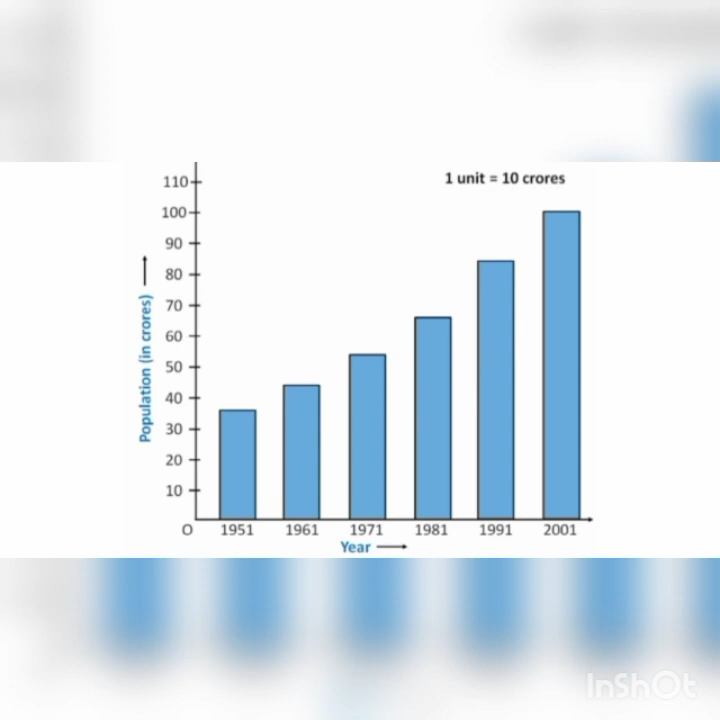 1 unit = 10 crores
Population (in crores)
110
100
90
80
70
60
50
40
30
20
10
O 1951 1961 1971 1981 1991 2001
Year
InShOt